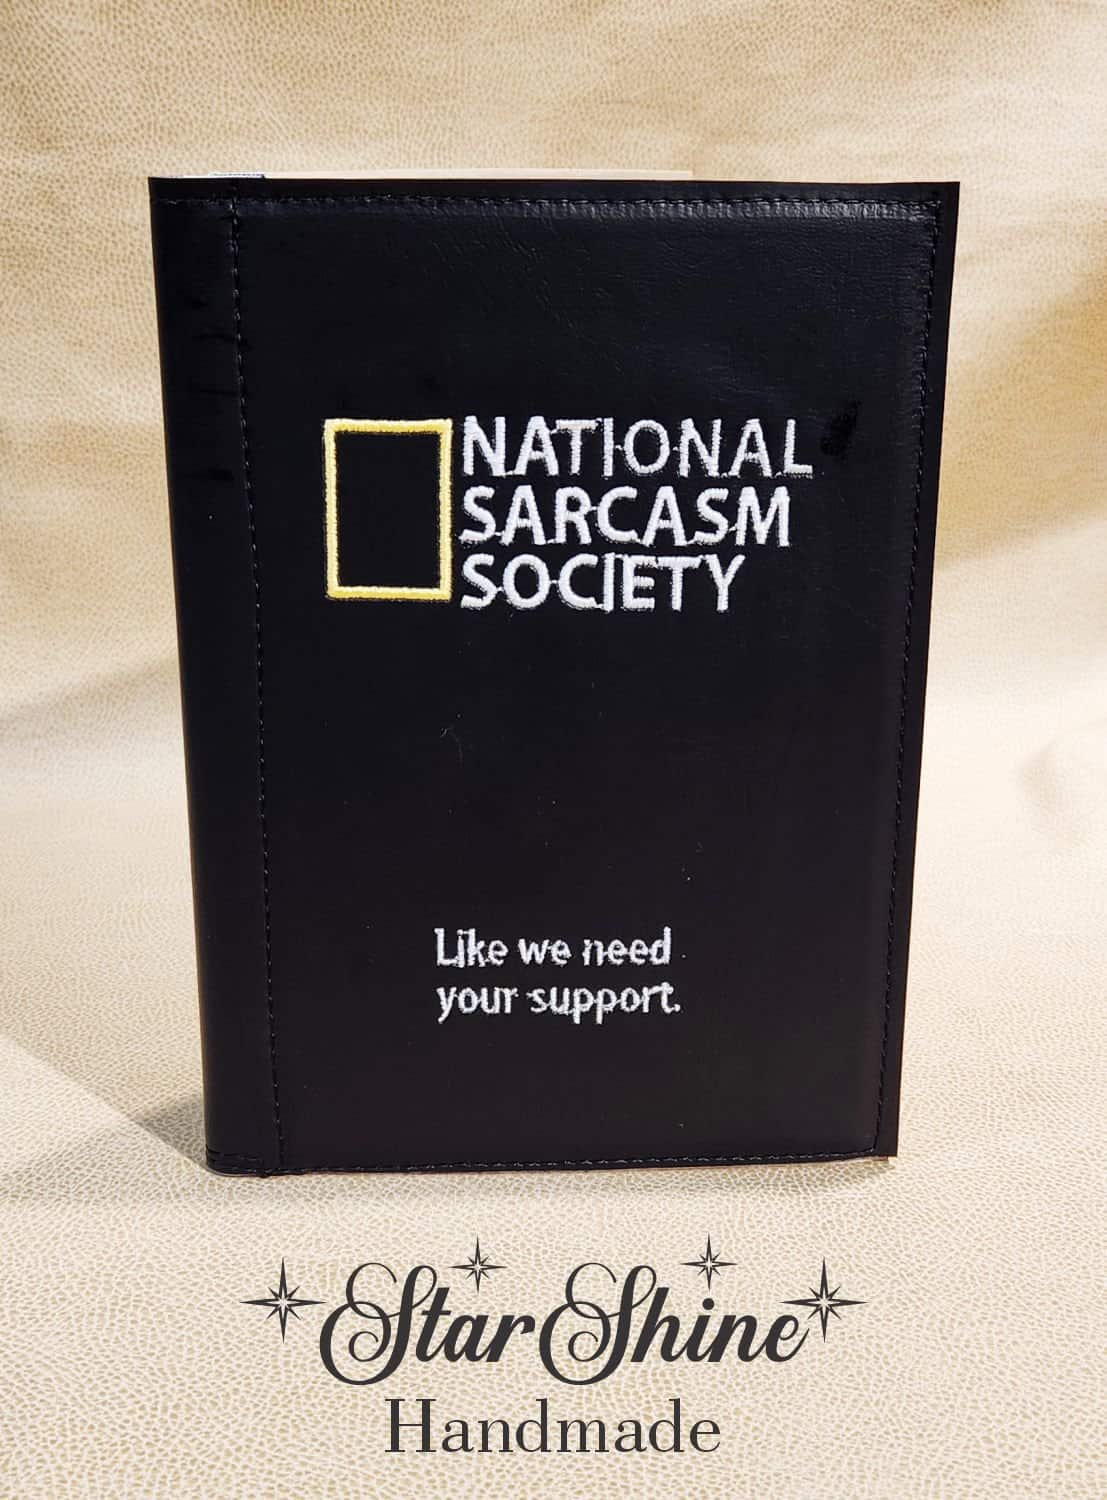 NATIONAL
SARCASM
SOCIETY
Like we need
your support.
StarShine
Handmade